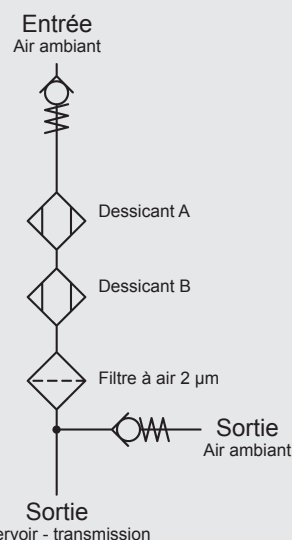 Entrée
Air ambiant
Dessicant A
Dessicant B
Filtre à air 2 µm
Sortie
Air ambiant
Sortie
ervoir - transmission